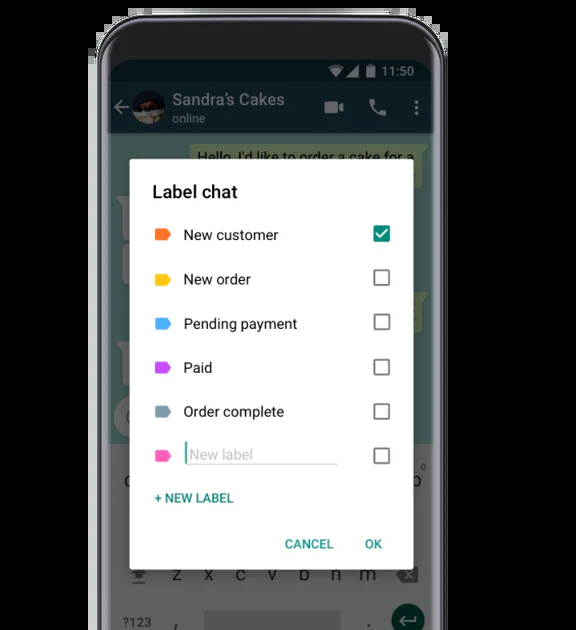 11:50
Sandra's Cakes
online
Hello, I'd like to order a cake for a
Label chat
New customer
New order
Pending payment
Paid
Order complete
New label
+ NEW LABEL
CANCEL
OK
z x c v b n m
?123 , .